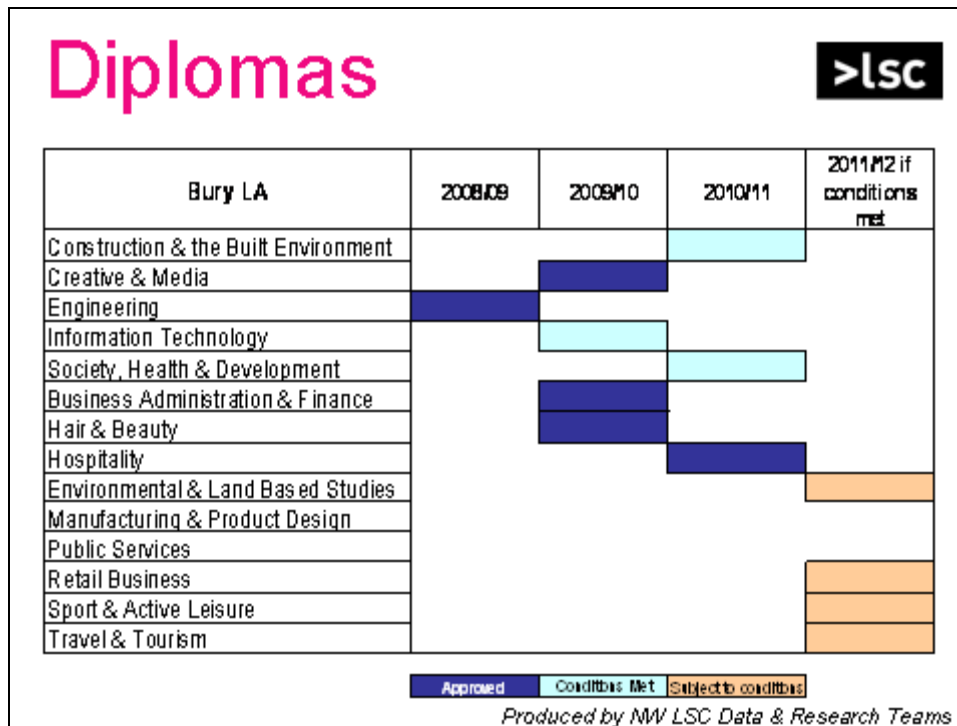 Diplomas
>lsc
Bury LA 2008/09 2009/10 2010/11 2011/12 if conditions met
Construction & the Built Environment
Creative & Media
Engineering
Information Technology
Society, Health & Development
Business Administration & Finance
Hair & Beauty
Hospitality
Environmental & Land Based Studies
Manufacturing & Product Design
Public Services
Retail Business
Sport & Active Leisure
Travel & Tourism
Approved Conditions Met Subject to conditions
Produced by NW LSC Data & Research Teams